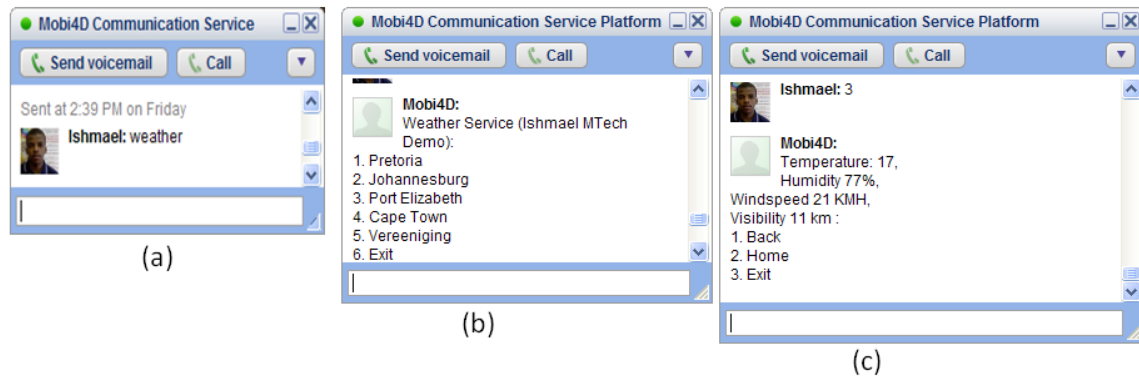 Mobi4D Communication Service
Send voicemail
Call
Sent at 2:39 PM on Friday
Ishmael: weather
(a)
Mobi4D Communication Service Platform
Send voicemail
Call
Mobi4D:
Weather Service (Ishmael MTech
Demo):
1. Pretoria
2. Johannesburg
3. Port Elizabeth
4. Cape Town
5. Vereeniging
6. Exit
(b)
Mobi4D Communication Service Platform
Send voicemail
Call
Ishmael: 3
Mobi4D:
Temperature: 17,
Humidity 77%,
Windspeed 21 KMH,
Visibility 11 km :
1. Back
2. Home
3. Exit
(c)